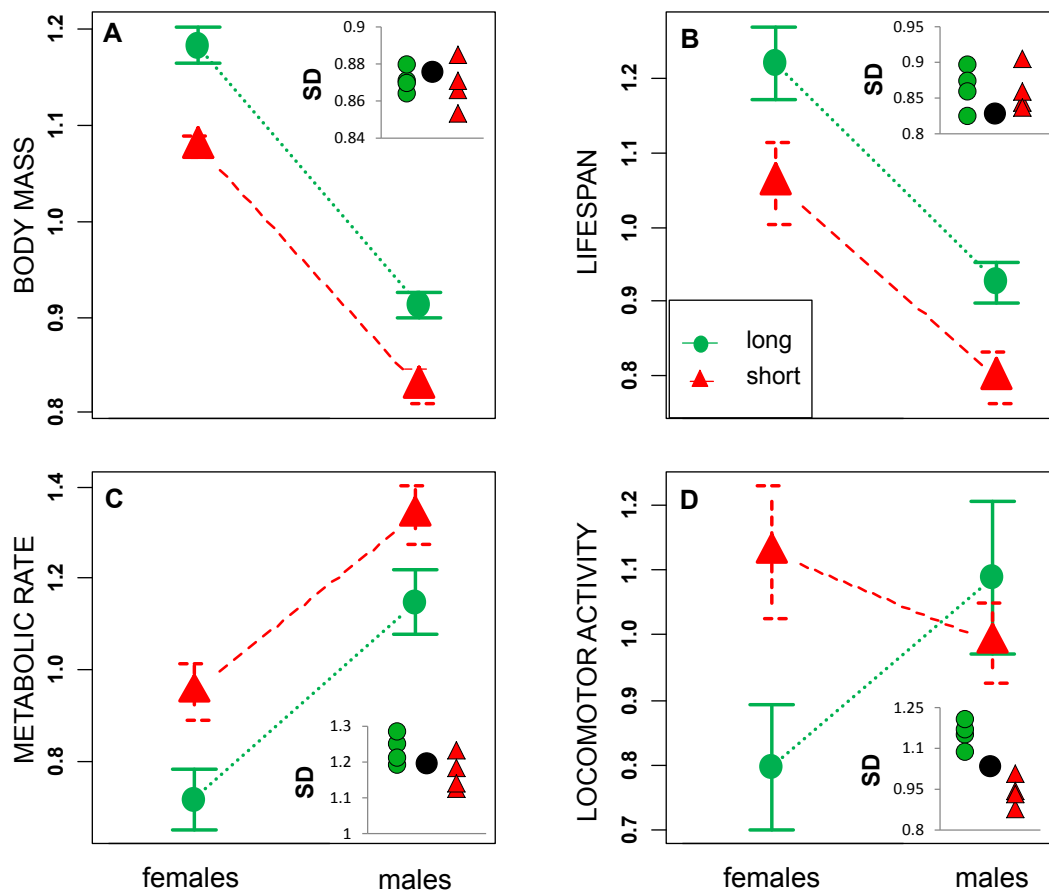 A
BODY MASS
1.2
1.1
1.0
0.9
0.8
SD
0.9
0.88
0.86
0.84
B
LIFESPAN
1.2
1.1
1.0
0.9
0.8
SD
0.95
0.9
0.85
0.8
long
short
C
METABOLIC RATE
1.4
1.2
1.0
0.8
SD
1.3
1.2
1.1
1
females
males
D
LOCOMOTOR ACTIVITY
1.2
1.1
1.0
0.9
0.8
0.7
SD
1.25
1.1
0.95
0.8
females
males